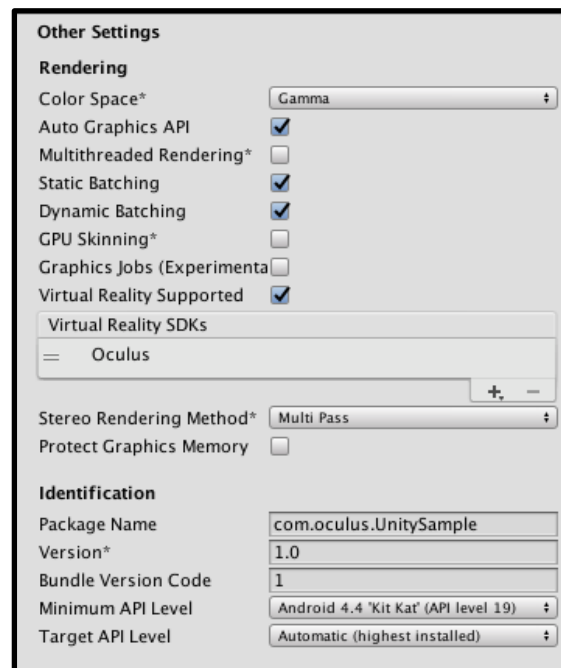 Other Settings
Rendering
Color Space* Gamma
Auto Graphics API
Multithreaded Rendering*
Static Batching
Dynamic Batching
GPU Skinning*
Graphics Jobs (Experimenta
Virtual Reality Supported
Virtual Reality SDKs
Oculus
Stereo Rendering Method* Multi Pass
Protect Graphics Memory
Identification
Package Name com.oculus.UnitySample
Version* 1.0
Bundle Version Code 1
Minimum API Level Android 4.4 'Kit Kat' (API level 19)
Target API Level Automatic (highest installed)